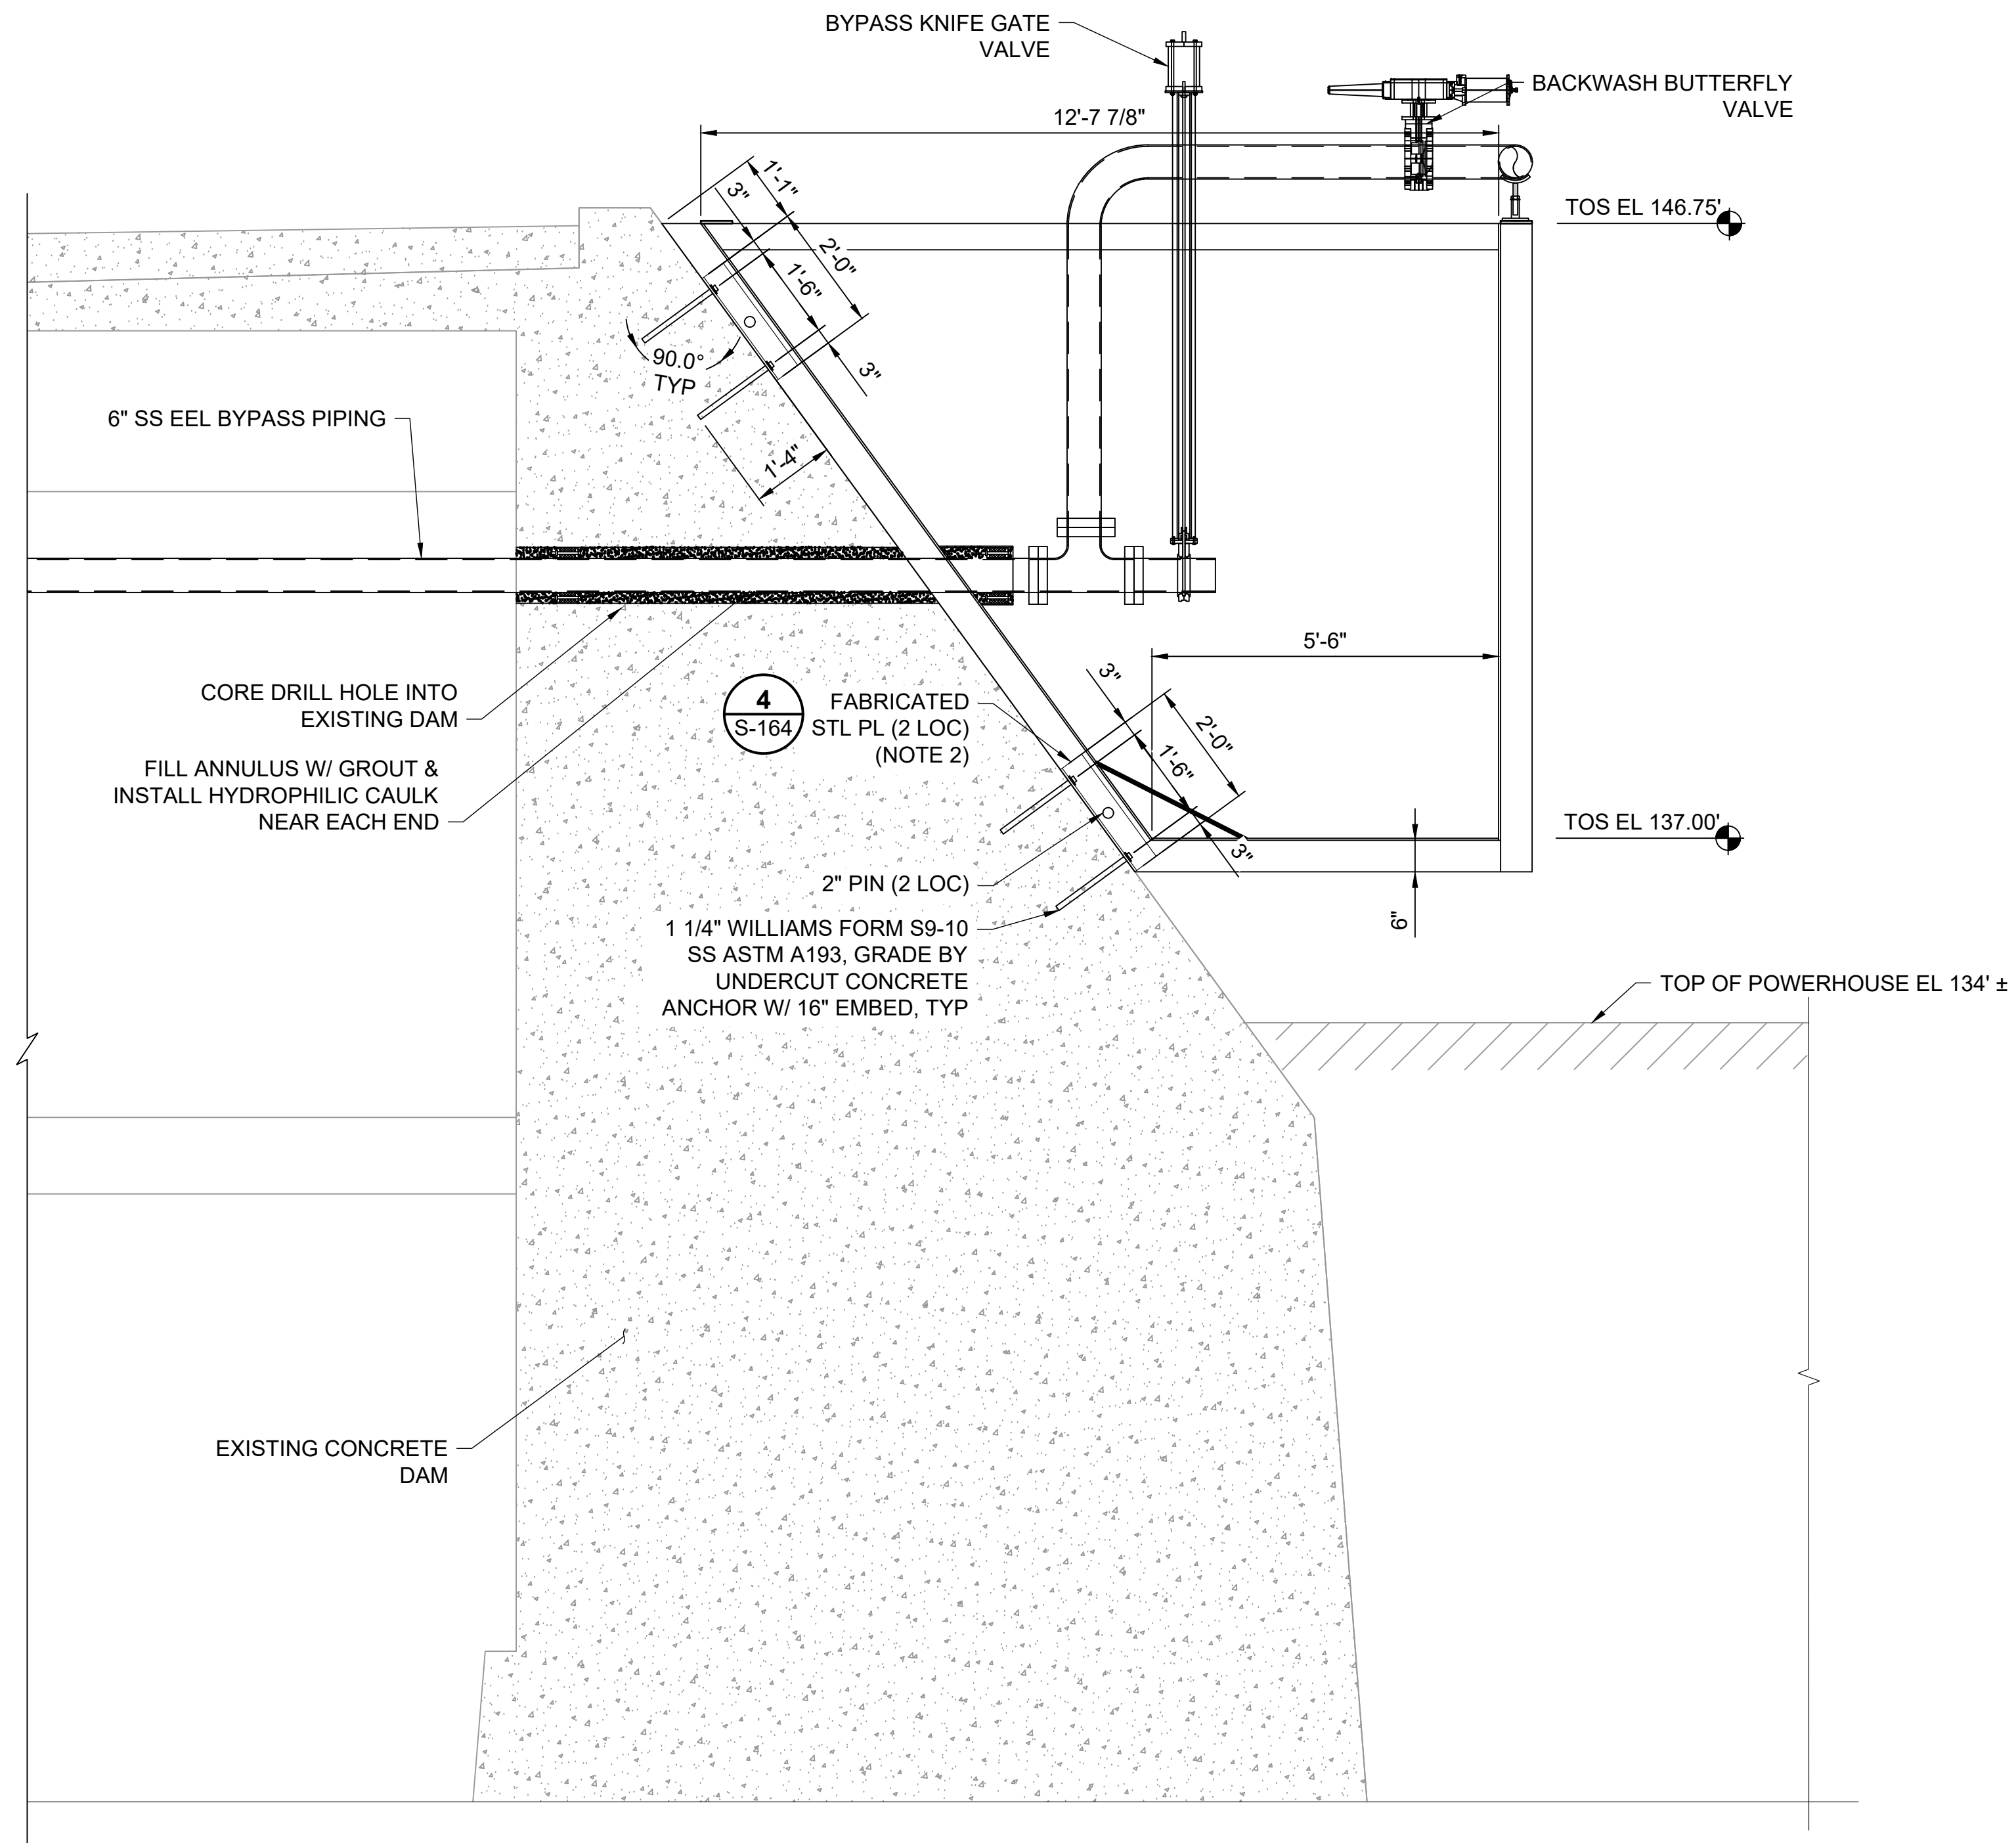 BYPASS KNIFE GATE
VALVE
BACKWASH BUTTERFLY
VALVE
12'-7 7/8"
1'-1"
3"
2'-0"
1'-6"
3"
TOS EL 146.75'
90.0°
TYP
6" SS EEL BYPASS PIPING
1'-4"
5'-6"
CORE DRILL HOLE INTO
EXISTING DAM
4
S-164
FABRICATED
STL PL (2 LOC)
(NOTE 2)
3"
2'-0"
1'-6"
3"
FILL ANNULUS W/ GROUT &
INSTALL HYDROPHILIC CAULK
NEAR EACH END
TOS EL 137.00'
2" PIN (2 LOC)
6"
1 1/4" WILLIAMS FORM S9-10
SS ASTM A193, GRADE BY
UNDERCUT CONCRETE
ANCHOR W/ 16" EMBED, TYP
TOP OF POWERHOUSE EL 134' ±
EXISTING CONCRETE
DAM